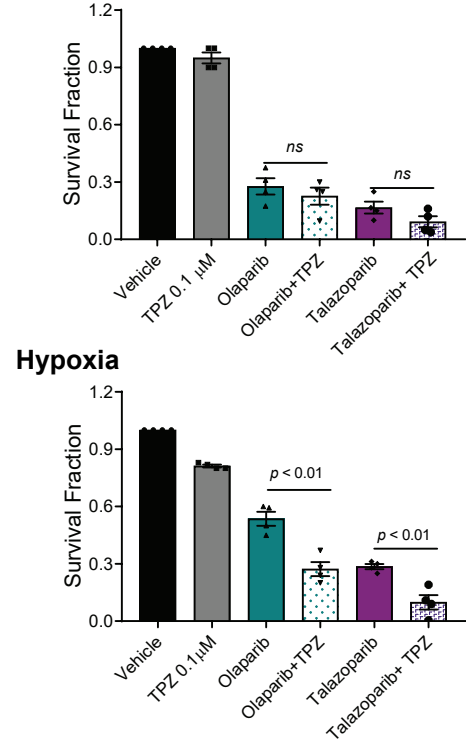 1.2
0.9
0.6
0.3
0.0
Survival Fraction
ns
ns
Vehicle
TPZ 0.1 μM
Olaparib
Olaparib+TPZ
Talazoparib
Talazoparib+ TPZ
Hypoxia
1.2
0.9
0.6
0.3
0.0
Survival Fraction
p < 0.01
p < 0.01
Vehicle
TPZ 0.1μM
Olaparib
Olaparib+TPZ
Talazoparib
Talazoparib+ TPZ